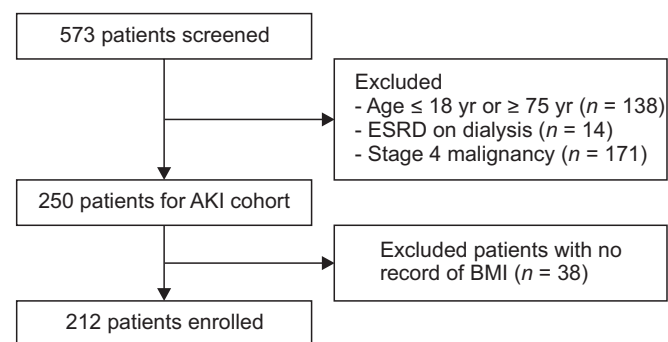 573 patients screened
Excluded
- Age ≤ 18 yr or ≥ 75 yr (n = 138)
- ESRD on dialysis (n = 14)
- Stage 4 malignancy (n = 171)
250 patients for AKI cohort
Excluded patients with no
record of BMI (n = 38)
212 patients enrolled